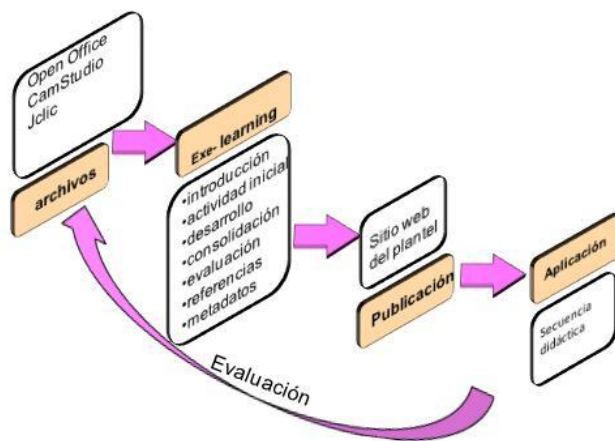 Open Office
CamStudio
Jclic
archivos
Exe- learning
•introducción
•actividad inicial
•desarrollo
•consolidación
•evaluación
•referencias
•metadatos
Sitio web
del plantel
Publicación
Aplicación
Secuencia
didáctica
Evaluación